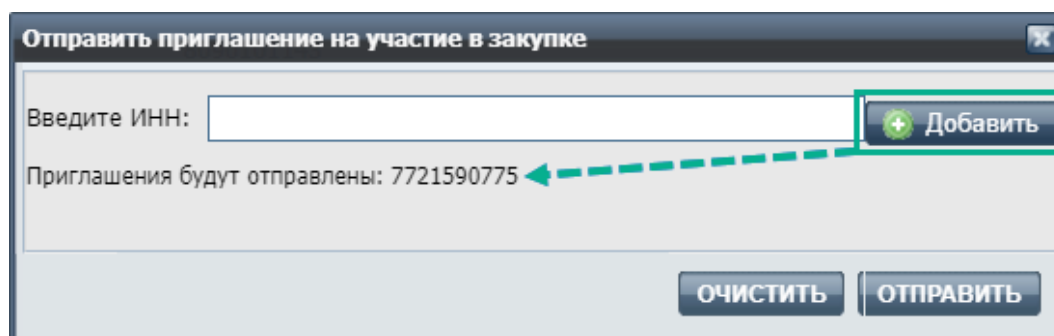 Отправить приглашение на участие в закупке
Введите ИНН: Добавить
Приглашения будут отправлены: 7721590775
ОЧИСТИТЬ ОТПРАВИТЬ